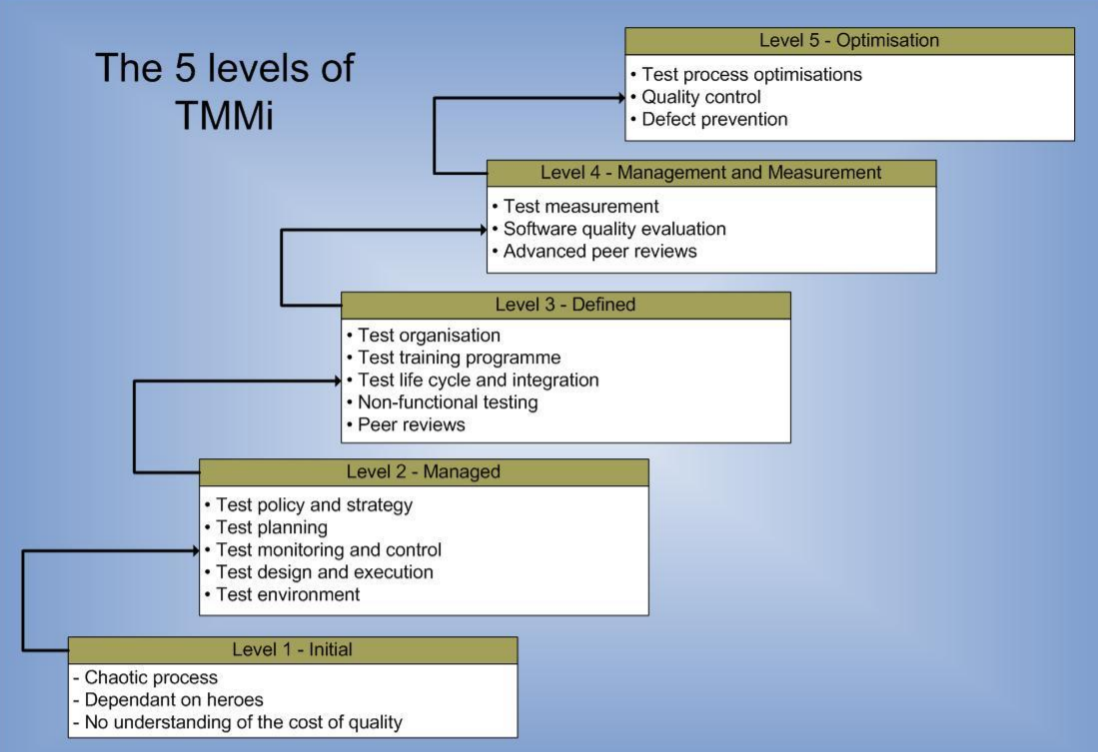 The 5 levels of
TMMi
Level 5 - Optimisation
• Test process optimisations
• Quality control
• Defect prevention
Level 4 - Management and Measurement
• Test measurement
• Software quality evaluation
• Advanced peer reviews
Level 3 - Defined
• Test organisation
• Test training programme
• Test life cycle and integration
• Non-functional testing
• Peer reviews
Level 2 - Managed
• Test policy and strategy
• Test planning
• Test monitoring and control
• Test design and execution
• Test environment
Level 1 - Initial
- Chaotic process
- Dependant on heroes
- No understanding of the cost of quality